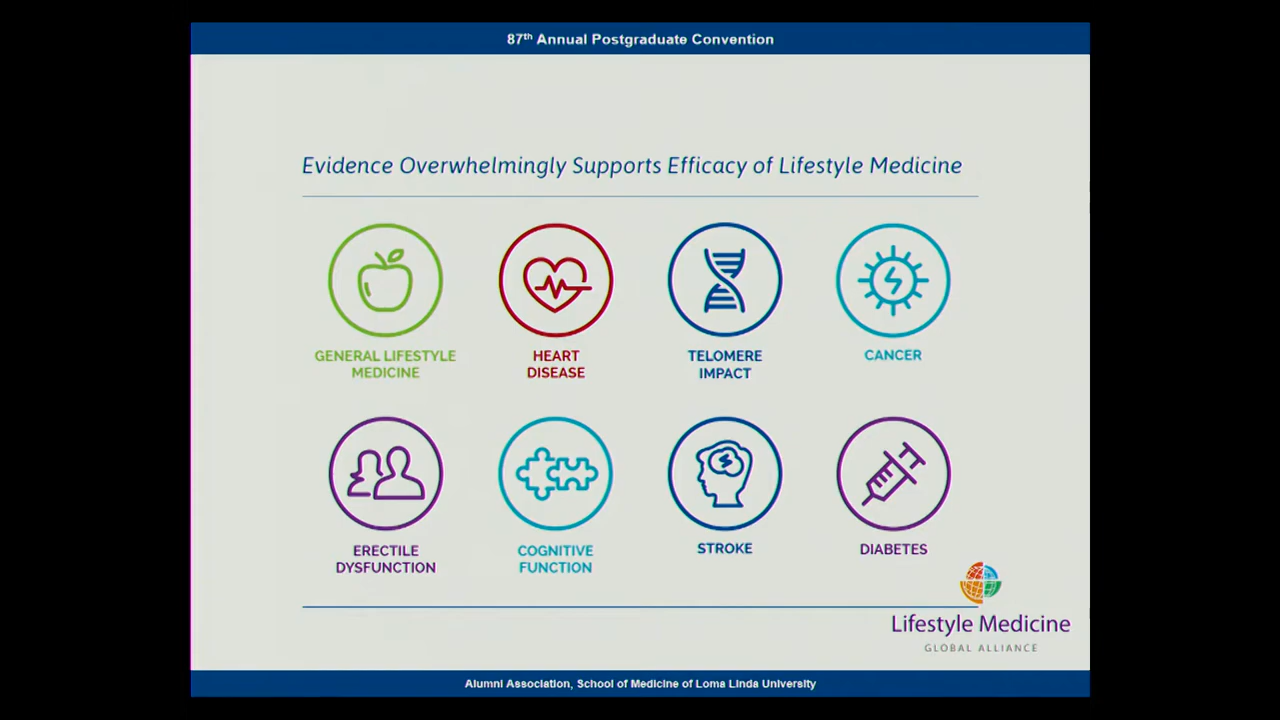 87th Annual Postgraduate Convention
Evidence Overwhelmingly Supports Efficacy of Lifestyle Medicine
GENERAL LIFESTYLE
MEDICINE
HEART
DISEASE
TELOMERE
IMPACT
CANCER
ERECTILE
DYSFUNCTION
COGNITIVE
FUNCTION
STROKE
DIABETES
Lifestyle Medicine
GLOBAL ALLIANCE
Alumni Association, School of Medicine of Loma Linda University